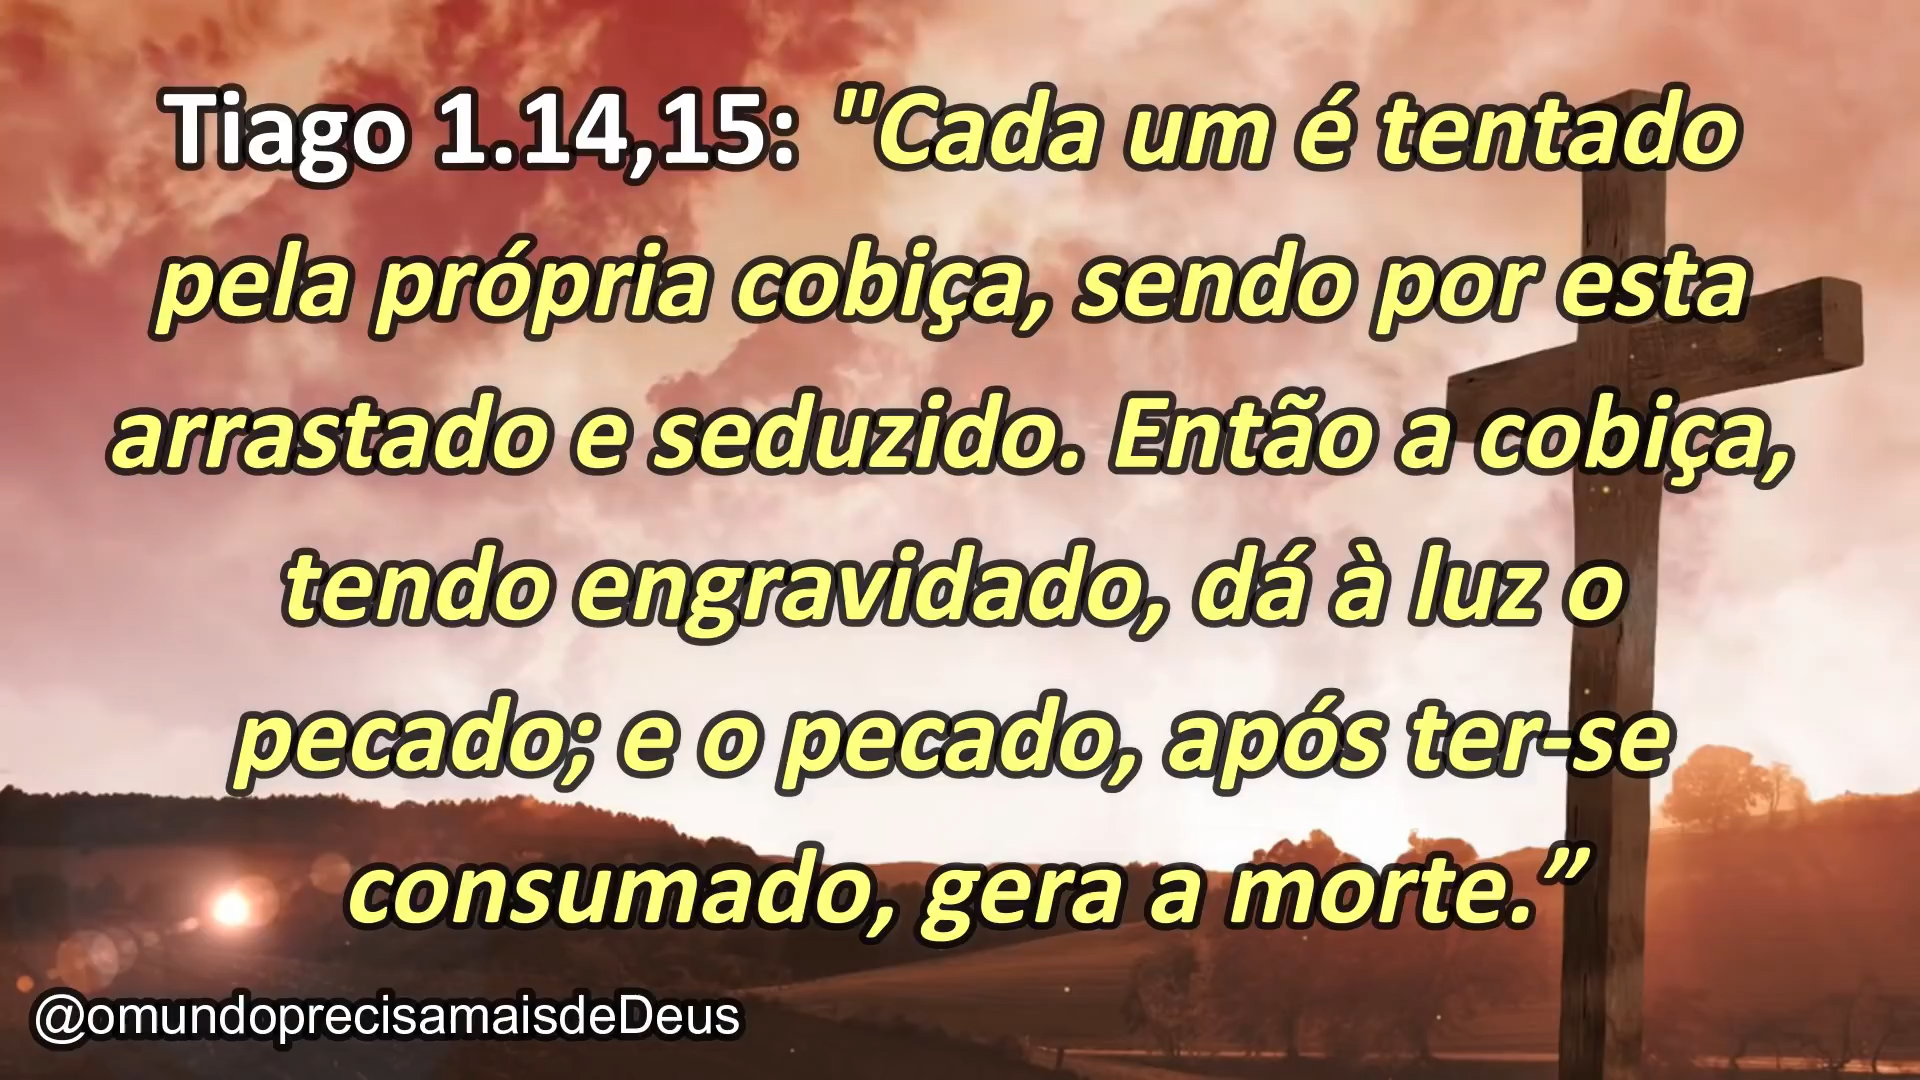 Tiago 1.14,15: "Cada um é tentado
pela própria cobiça, sendo por esta
arrastado e seduzido. Então a cobiça,
tendo engravidado, dá à luz o
pecado; e o pecado, após ter-se
consumado, gera a morte.”
@omundoprecisamaisdeDeus